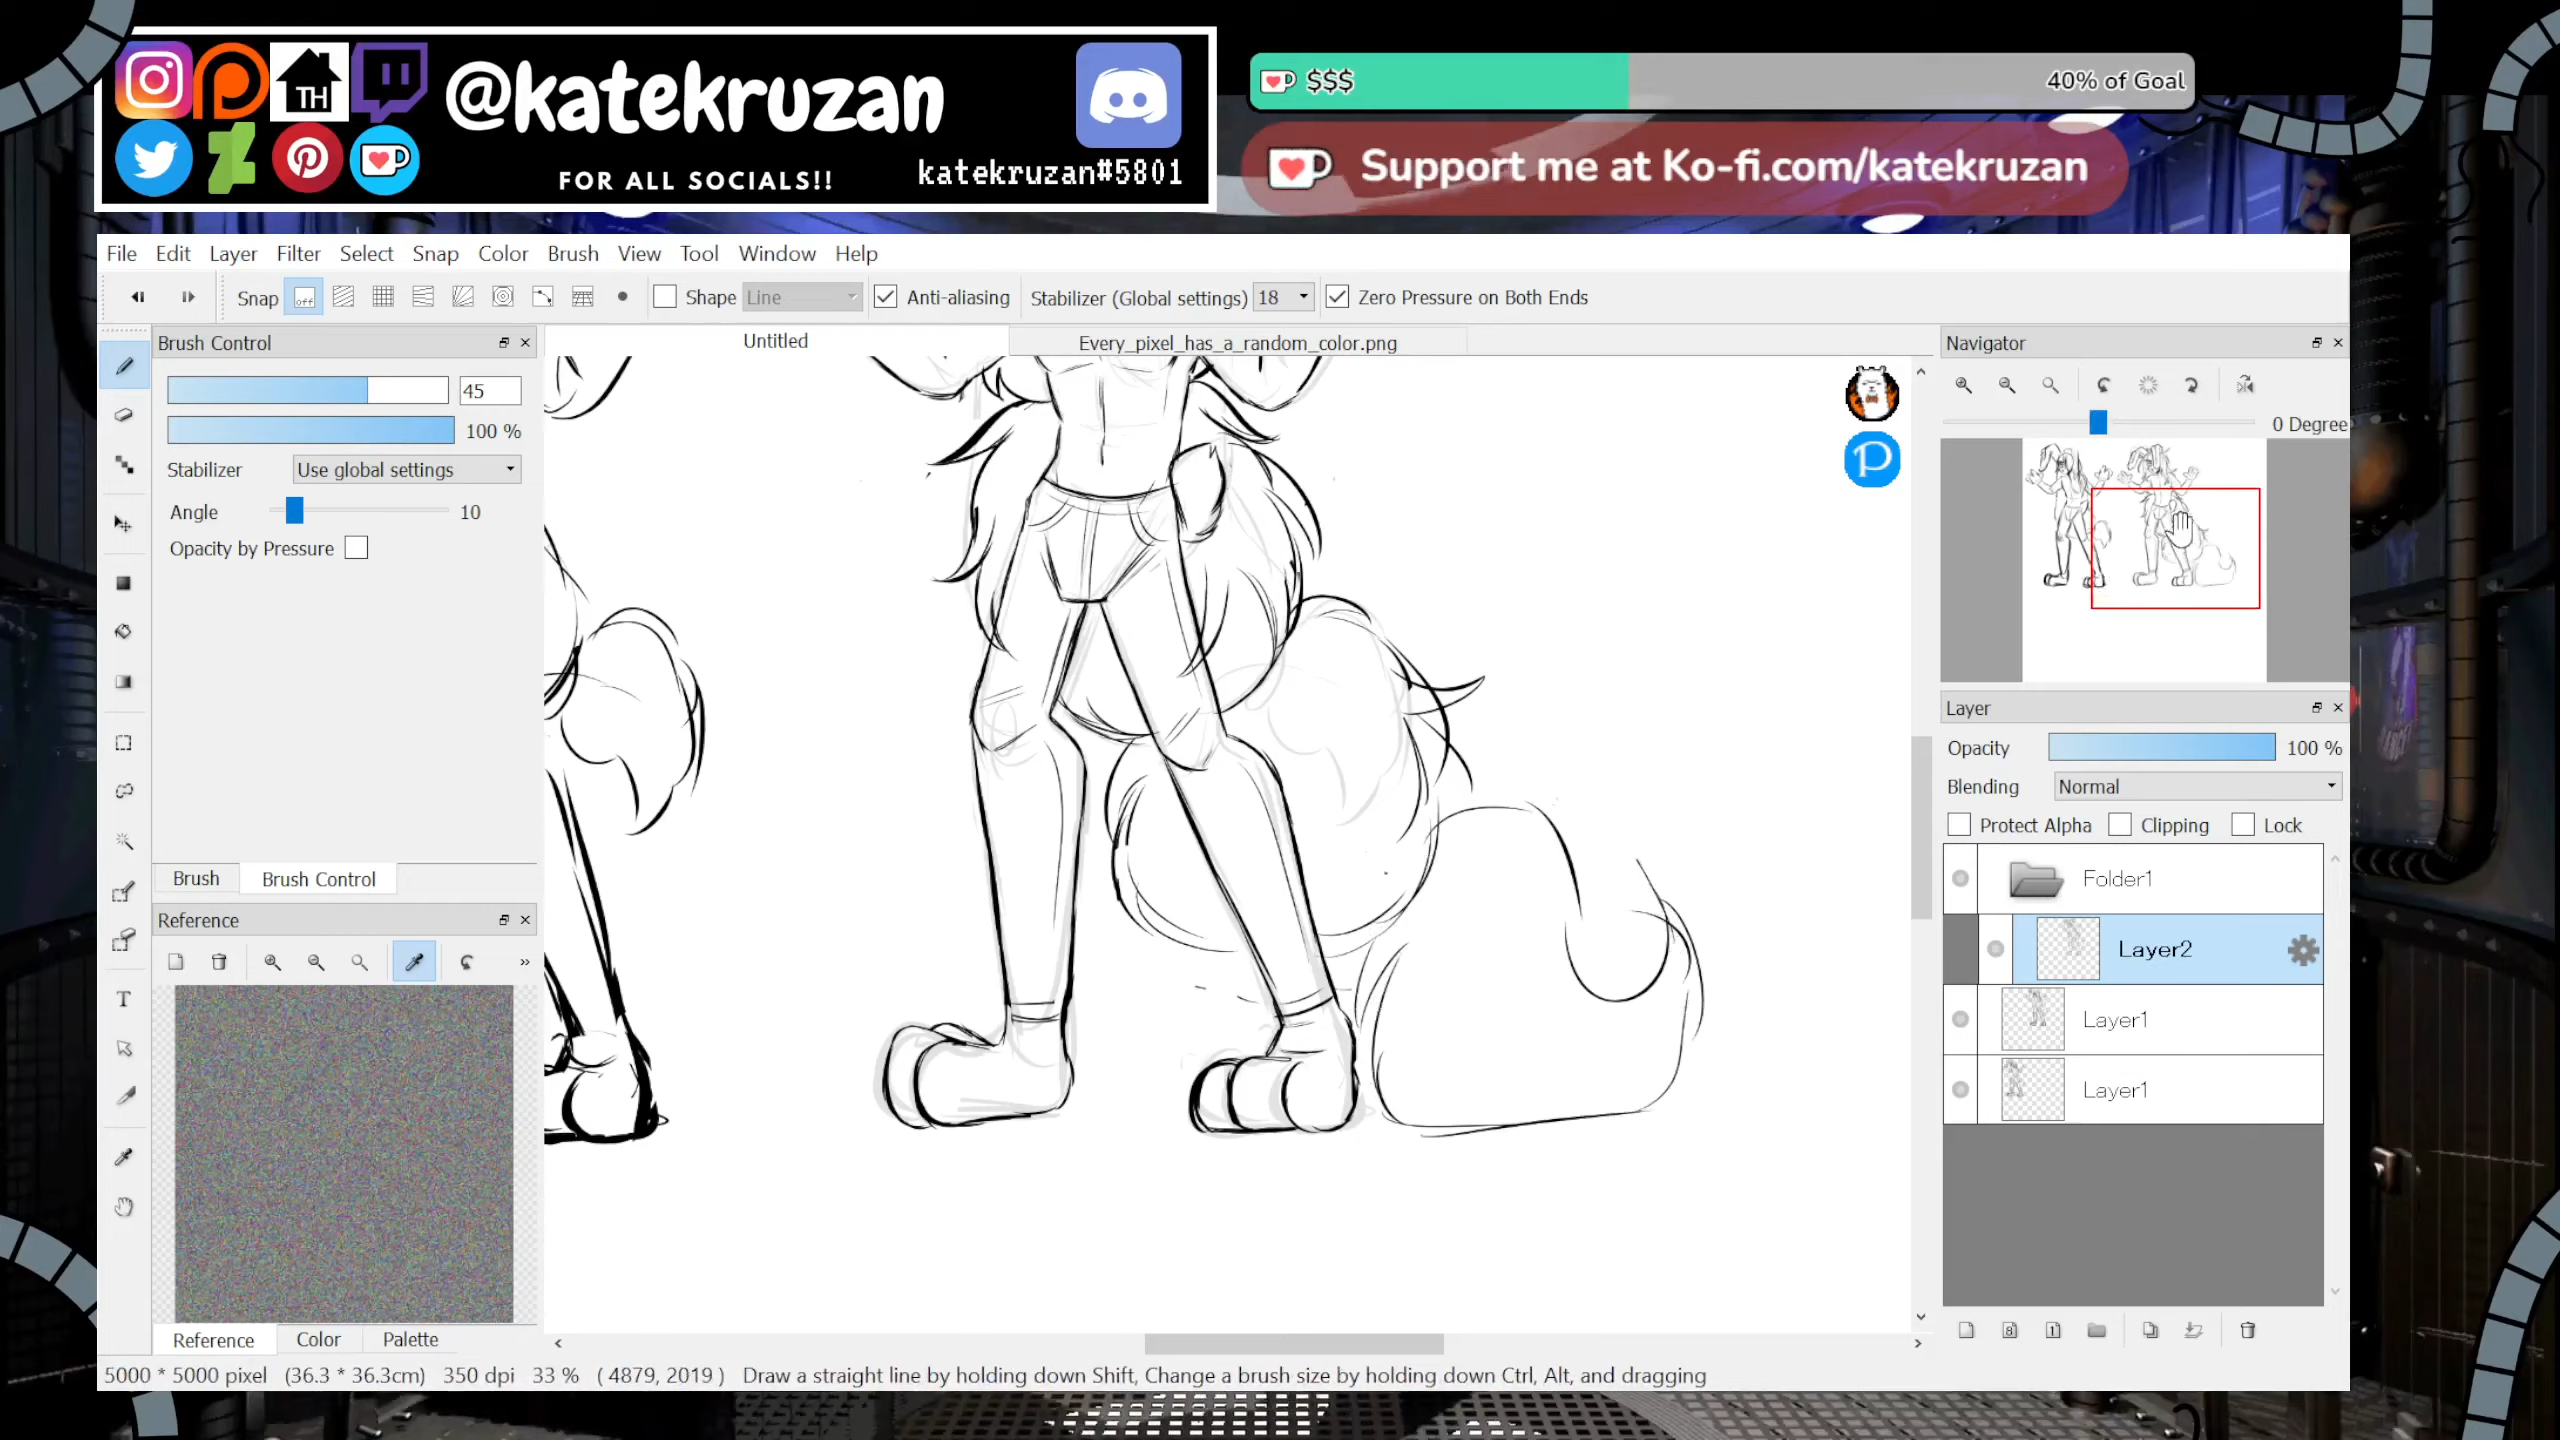 TH
@katekruzan
FOR ALL SOCIALS!!
katekruzan#5801
$$$
40% of Goal
Support me at Ko-fi.com/katekruzan
File Edit Layer Filter Select Snap Color Brush View Tool Window Help
Snap off Shape Line Anti-aliasing Stabilizer (Global settings) 18 Zero Pressure on Both Ends
Brush Control
Untitled
Every_pixel_has_a_random_color.png
Navigator
45
100 %
Stabilizer Use global settings
Angle 10
Opacity by Pressure
P
0 Degree
Layer
Opacity 100 %
Blending Normal
Protect Alpha Clipping Lock
Folder1
Layer2
Layer1
Layer1
Brush Brush Control
Reference
»
T
8
1
Reference Color Palette
5000 * 5000 pixel (36.3 * 36.3cm) 350 dpi 33 % ( 4879, 2019 ) Draw a straight line by holding down Shift, Change a brush size by holding down Ctrl, Alt, and dragging